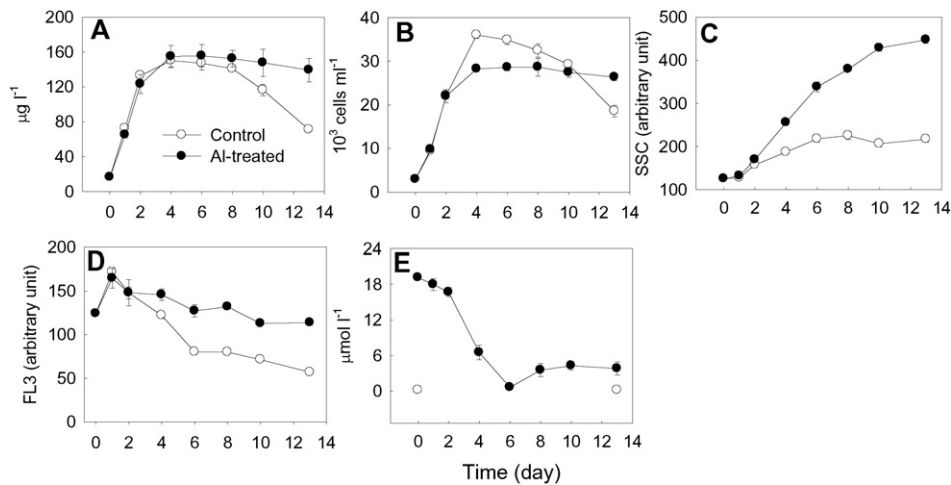 A
µg l-1
200
160
120
80
40
0
Control
Al-treated
0 2 4 6 8 10 12 14
B
10³ cells ml-1
40
30
20
10
0
0 2 4 6 8 10 12 14
C
SSC (arbitrary unit)
500
400
300
200
100
0 2 4 6 8 10 12 14
D
FL3 (arbitrary unit)
200
150
100
50
0
0 2 4 6 8 10 12 14
E
µmol l-1
24
18
12
6
0
0 2 4 6 8 10 12 14
Time (day)